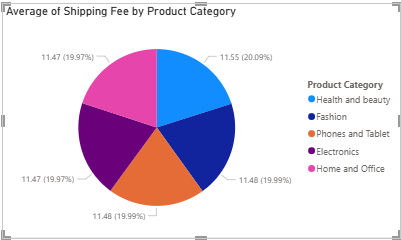 Average of Shipping Fee by Product Category
11.47 (19.97%)
11.55 (20.09%)
Product Category
Health and beauty
Fashion
Phones and Tablet
Electronics
Home and Office
11.47 (19.97%)
11.48 (19.99%)
11.48 (19.99%)